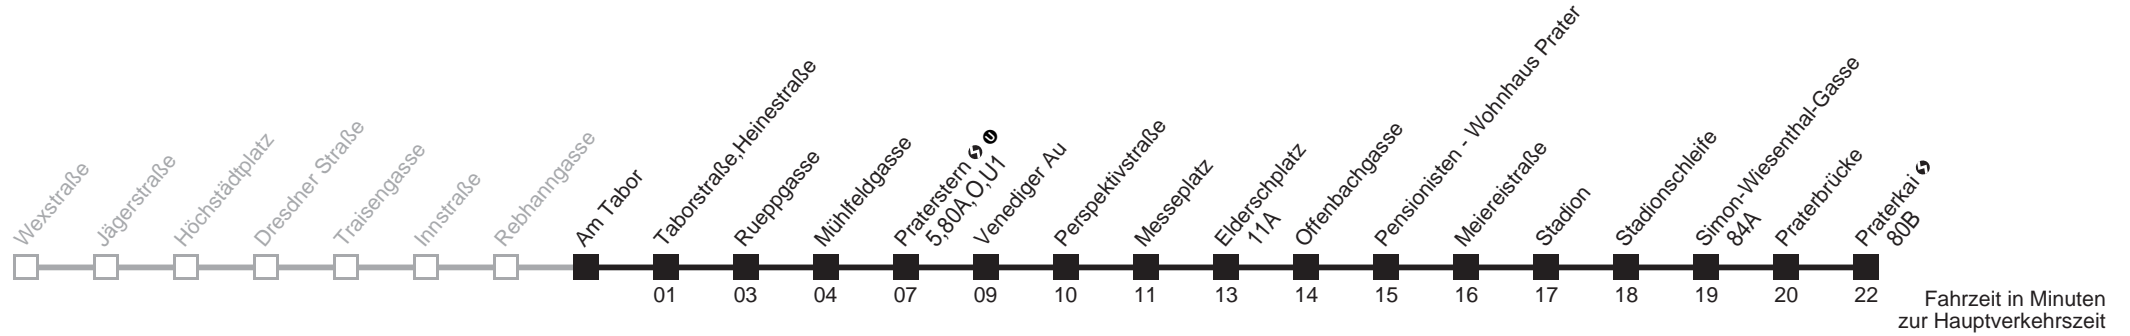 Wexstraße
Jägerstraße
Höchstädtplatz
Dresdner Straße
Traisengasse
Innstraße
Rebhanngasse
Am Tabor
Taborstraße,Heinestraße
Rueppgasse
Mühlfeldgasse
Praterstern S U
5,80A,O,U1
Venediger Au
Perspektivstraße
Messeplatz
Elderschplatz
11A
Offenbachgasse
Pensionisten - Wohnhaus Prater
Meiereistraße
Stadion
Stadionschleife
Simon-Wiesenthal-Gasse
84A
Praterbrücke
Praterkai S
80B
01 03 04 07 09 10 11 13 14 15 16 17 18 19 20 22
Fahrzeit in Minuten
zur Hauptverkehrszeit